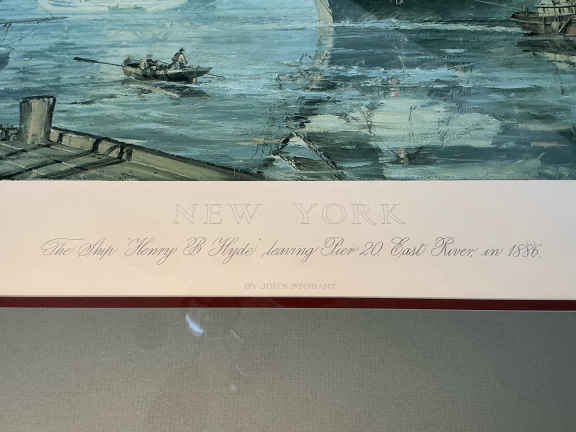 NEW YORK
The Ship 'Henry B Hyde' leaving Pier 20, East River, in 1886.
BY JOHN STOBART